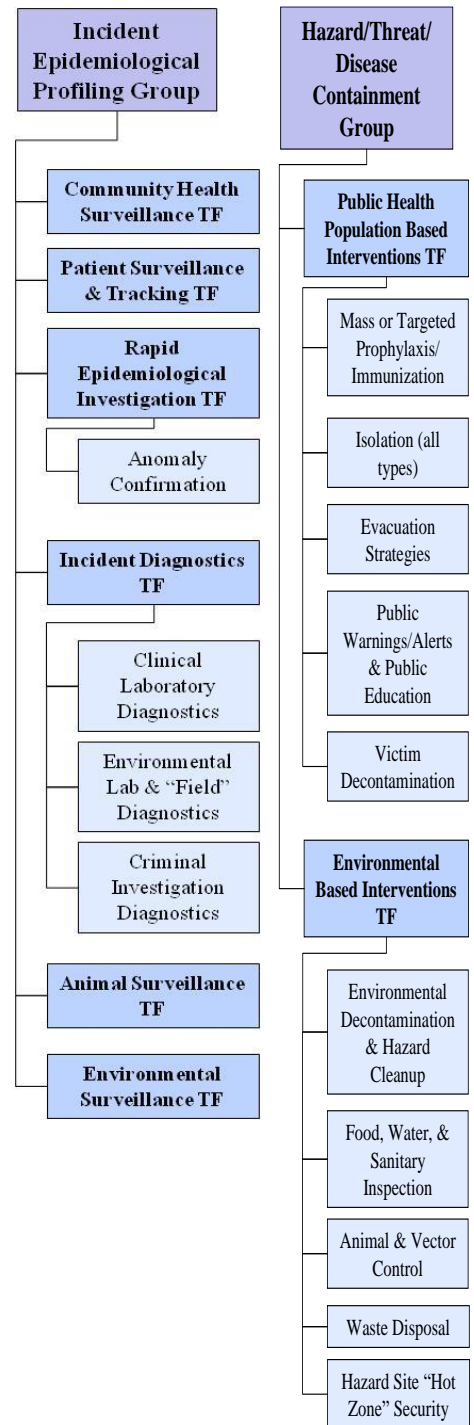 Incident
Epidemiological
Profiling Group
Community Health
Surveillance TF
Patient Surveillance
& Tracking TF
Rapid
Epidemiological
Investigation TF
Anomaly
Confirmation
Incident Diagnostics
TF
Clinical
Laboratory
Diagnostics
Environmental
Lab & “Field”
Diagnostics
Criminal
Investigation
Diagnostics
Animal Surveillance
TF
Environmental
Surveillance TF
Hazard/Threat/
Disease
Containment
Group
Public Health
Population Based
Interventions TF
Mass or Targeted
Prophylaxis/
Immunization
Isolation (all
types)
Evacuation
Strategies
Public
Warnings/Alerts
& Public
Education
Victim
Decontamination
Environmental
Based Interventions
TF
Environmental
Decontamination
& Hazard
Cleanup
Food, Water, &
Sanitary
Inspection
Animal & Vector
Control
Waste Disposal
Hazard Site “Hot
Zone” Security